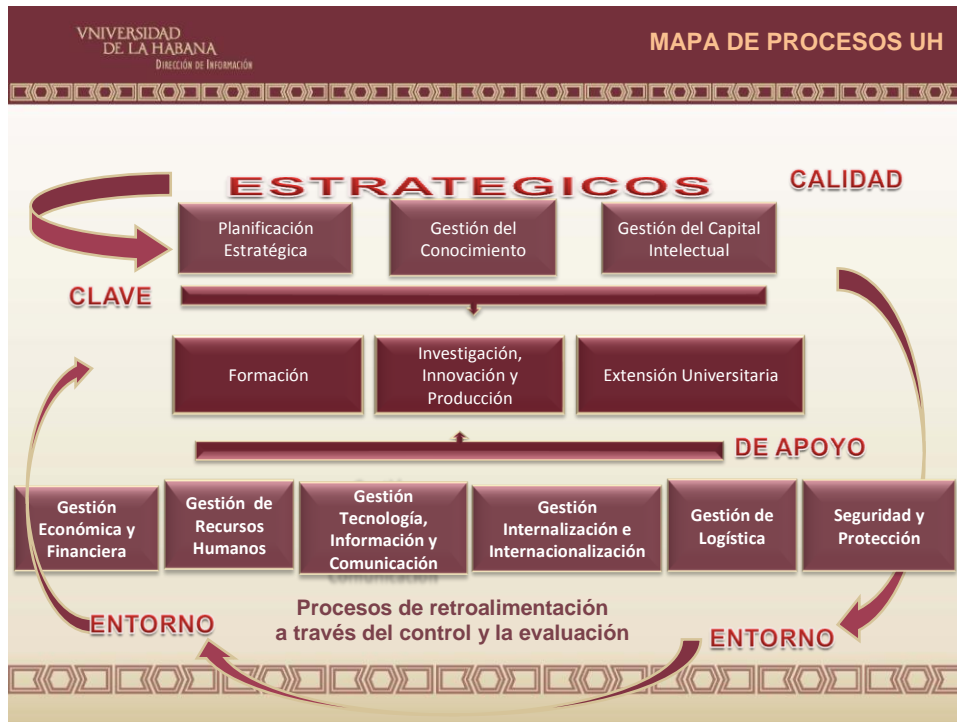 VNIVERSIDAD
DE LA HABANA
DIRECCIÓN DE INFORMACIÓN
MAPA DE PROCESOS UH
ESTRATEGICOS
CALIDAD
Planificación
Estratégica
Gestión del
Conocimiento
Gestión del Capital
Intelectual
CLAVE
Formación
Investigación,
Innovación y
Producción
Extensión Universitaria
DE APOYO
Gestión
Económica y
Financiera
Gestión de
Recursos
Humanos
Gestión
Tecnología,
Información y
Comunicación
Gestión
Internalización e
Internacionalización
Gestión de
Logística
Seguridad y
Protección
ENTORNO
Procesos de retroalimentación
a través del control y la evaluación
ENTORNO